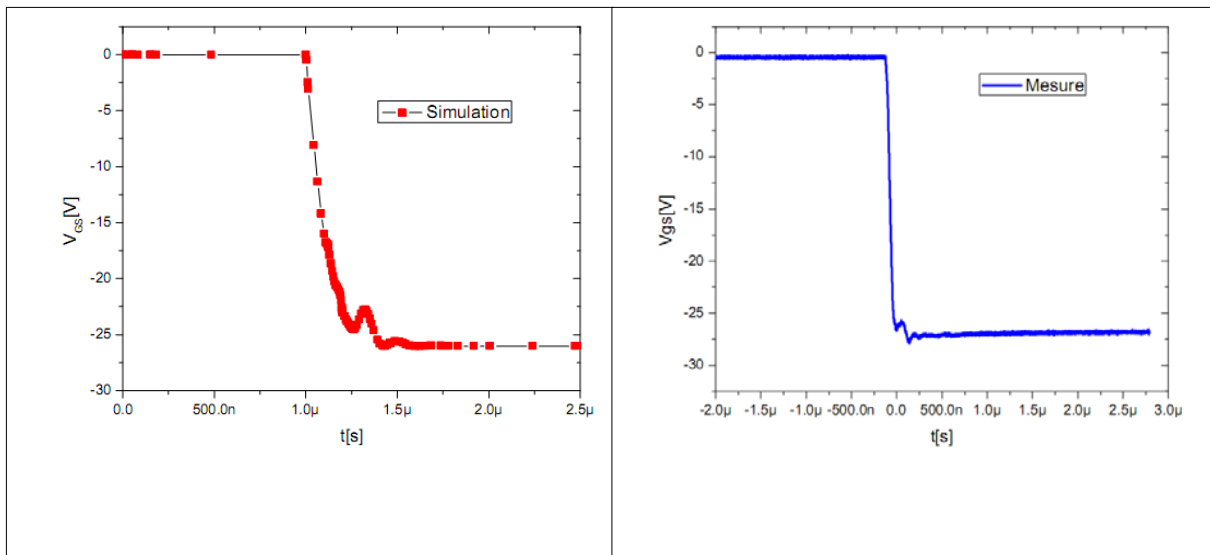 0
-5
-10
-15
-20
-25
-30
V_GS[V]
Simulation
0.0 500.0n 1.0µ 1.5µ 2.0µ 2.5µ
t[s]
0
-5
-10
-15
-20
-25
-30
Vgs[V]
Mesure
-2.0µ -1.5µ -1.0µ -500.0n 0.0 500.0n 1.0µ 1.5µ 2.0µ 2.5µ 3.0µ
t[s]